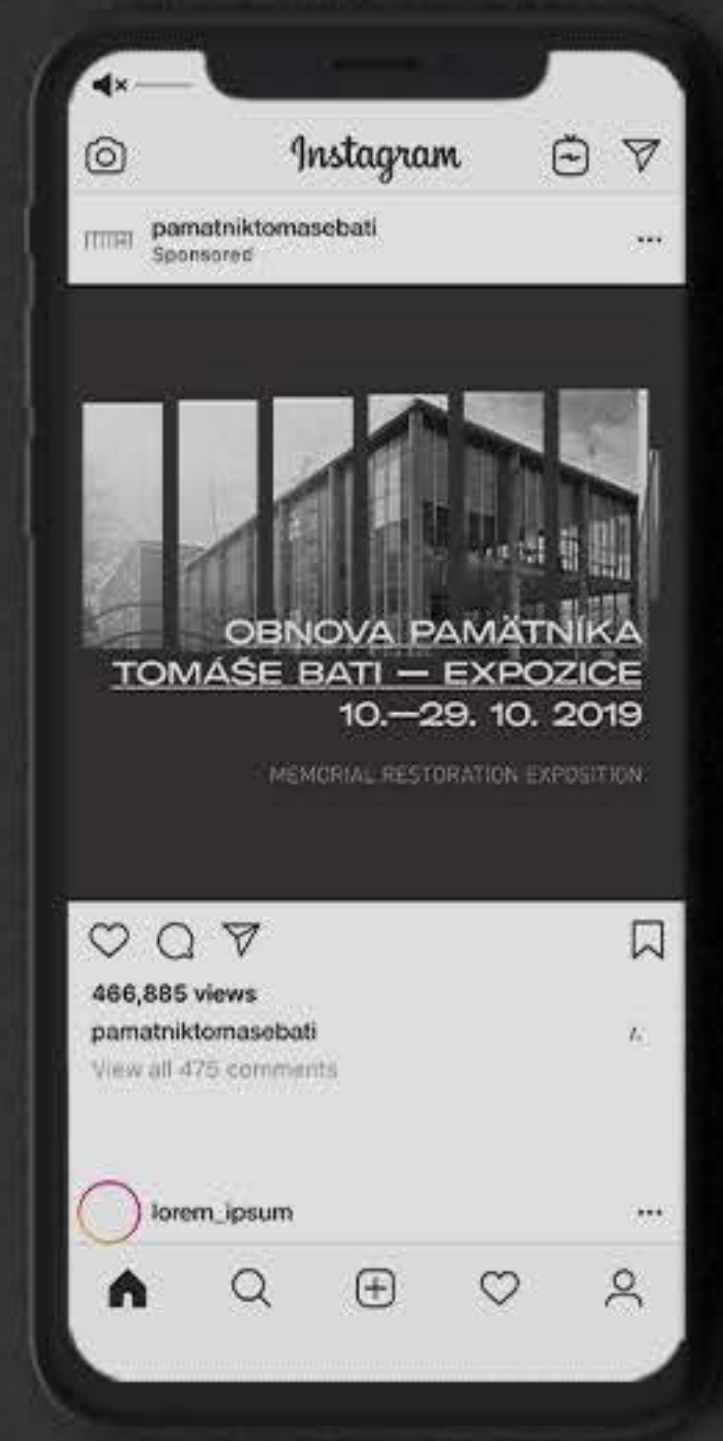 Instagram
pamatniktomasebati
Sponsored
OBNOVA PAMÄTNÍKA
TOMÁŠE BATI — EXPOZICE
10.—29. 10. 2019
MEMORIAL RESTORATION EXPOSITION
466,885 views
pamatniktomasebati
View all 475 comments
lorem_ipsum